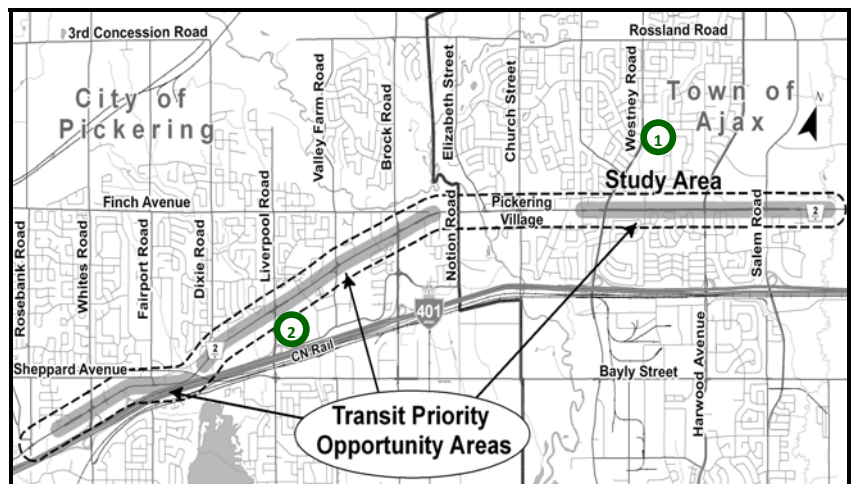 3rd Concession Road
Rossland Road
City of
Pickering
Valley Farm Road
Brock Road
Elizabeth Street
Church Street
Westney Road
Town of
Ajax
N
1
Study Area
Finch Avenue
Pickering
Village
2
Rosebank Road
Whites Road
Fairport Road
Dixie Road
Liverpool Road
Notion Road
Salem Road
401
2
2
CN Rail
Sheppard Avenue
Bayly Street
Harwood Avenue
Transit Priority
Opportunity Areas